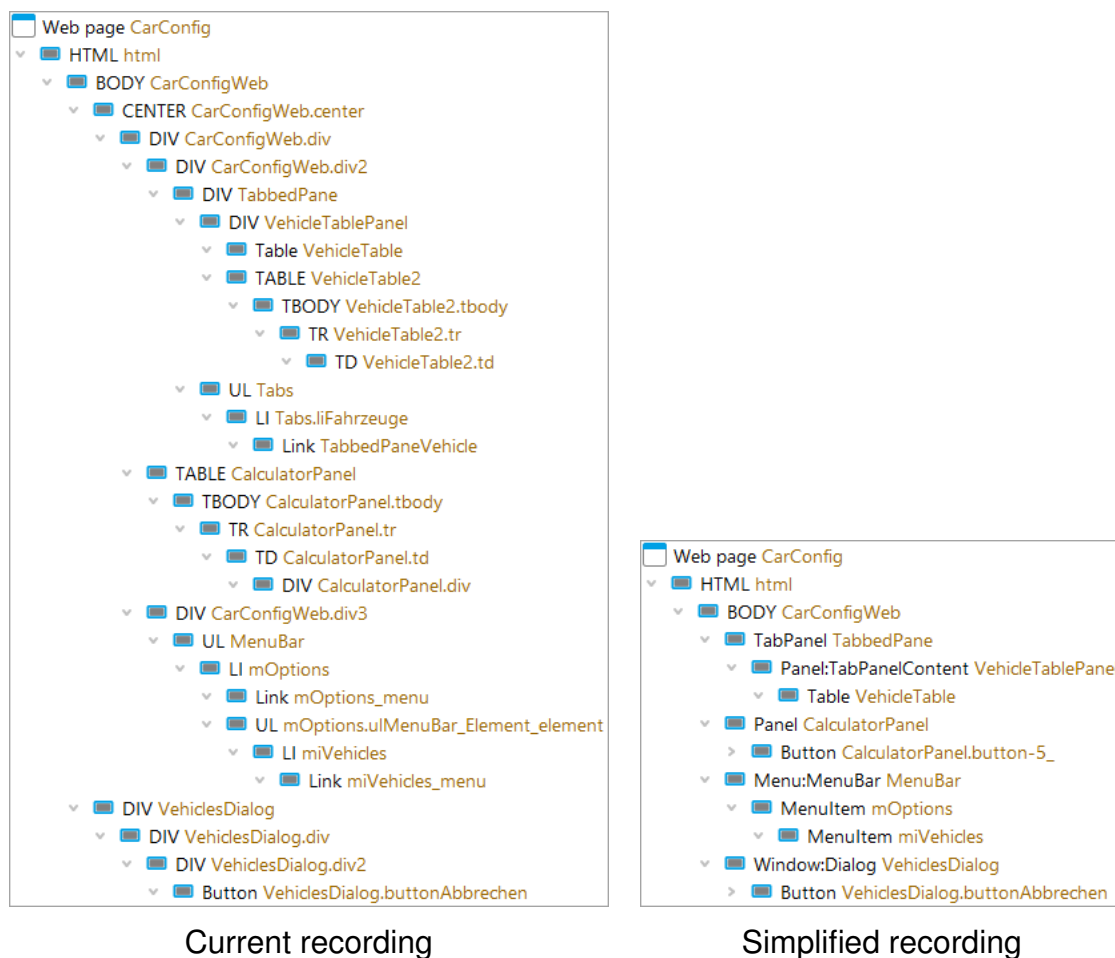 Web page CarConfig
HTML html
BODY CarConfigWeb
CENTER CarConfigWeb.center
DIV CarConfigWeb.div
DIV CarConfigWeb.div2
DIV TabbedPane
DIV VehicleTablePanel
Table VehicleTable
TABLE VehicleTable2
TBODY VehicleTable2.tbody
TR VehicleTable2.tr
TD VehicleTable2.td
UL Tabs
LI Tabs.liFahrzeuge
Link TabbedPaneVehicle
TABLE CalculatorPanel
TBODY CalculatorPanel.tbody
TR CalculatorPanel.tr
TD CalculatorPanel.td
DIV CalculatorPanel.div
DIV CarConfigWeb.div3
UL MenuBar
LI mOptions
Link mOptions_menu
UL mOptions.ulMenuBar_Element_element
LI miVehicles
Link miVehicles_menu
DIV VehiclesDialog
DIV VehiclesDialog.div
DIV VehiclesDialog.div2
Button VehiclesDialog.buttonAbbrechen
Current recording
Web page CarConfig
HTML html
BODY CarConfigWeb
TabPanel TabbedPane
Panel:TabPanelContent VehicleTablePane
Table VehicleTable
Panel CalculatorPanel
Button CalculatorPanel.button-5_
Menu:MenuBar MenuBar
MenuItem mOptions
MenuItem miVehicles
Window:Dialog VehiclesDialog
Button VehiclesDialog.buttonAbbrechen
Simplified recording